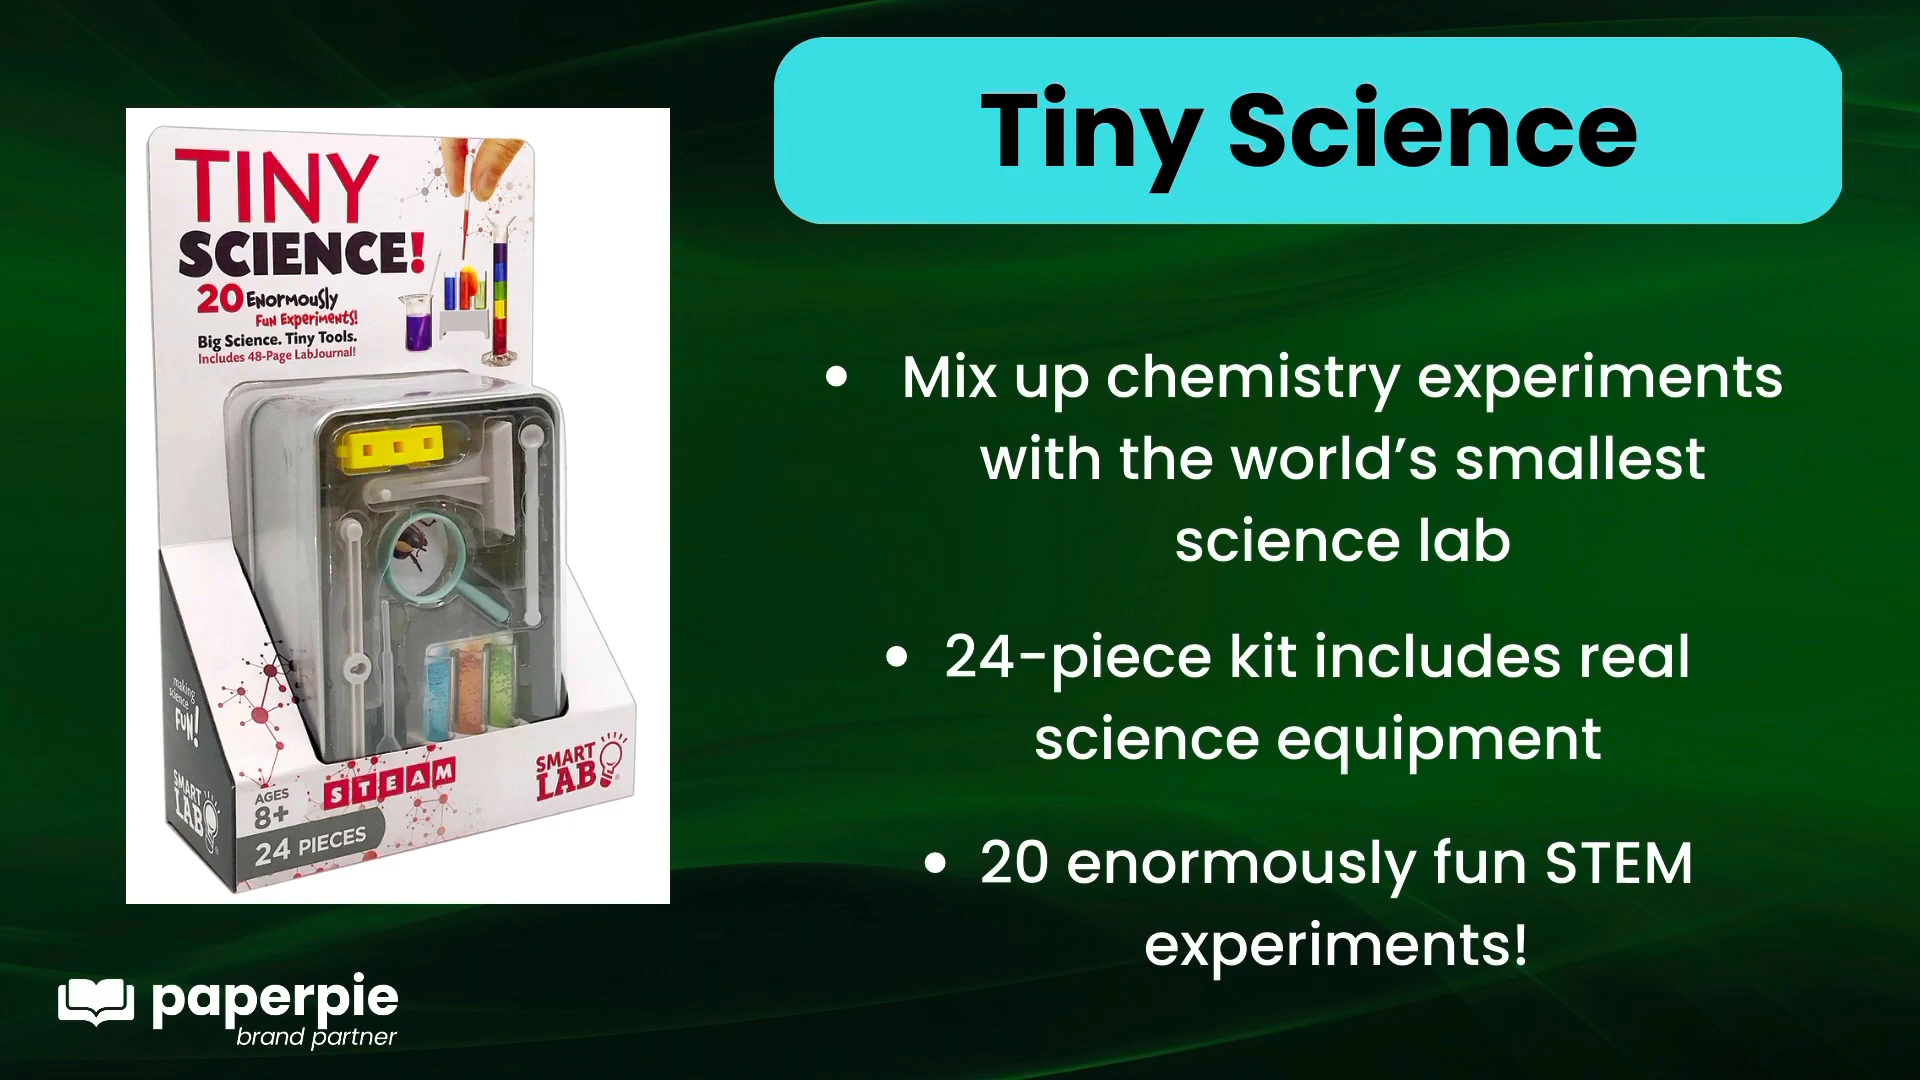 Tiny Science
TINY
SCIENCE!
20 ENORMOUSLY
FUN EXPERIMENTS!
Big Science. Tiny Tools.
Includes 48-Page LabJournal!
making
science
FUN!
SMART
LAB
AGES
8+
24 PIECES
STEAM
SMART
LAB
• Mix up chemistry experiments
with the world’s smallest
science lab
• 24-piece kit includes real
science equipment
• 20 enormously fun STEM
experiments!
paperpie
brand partner